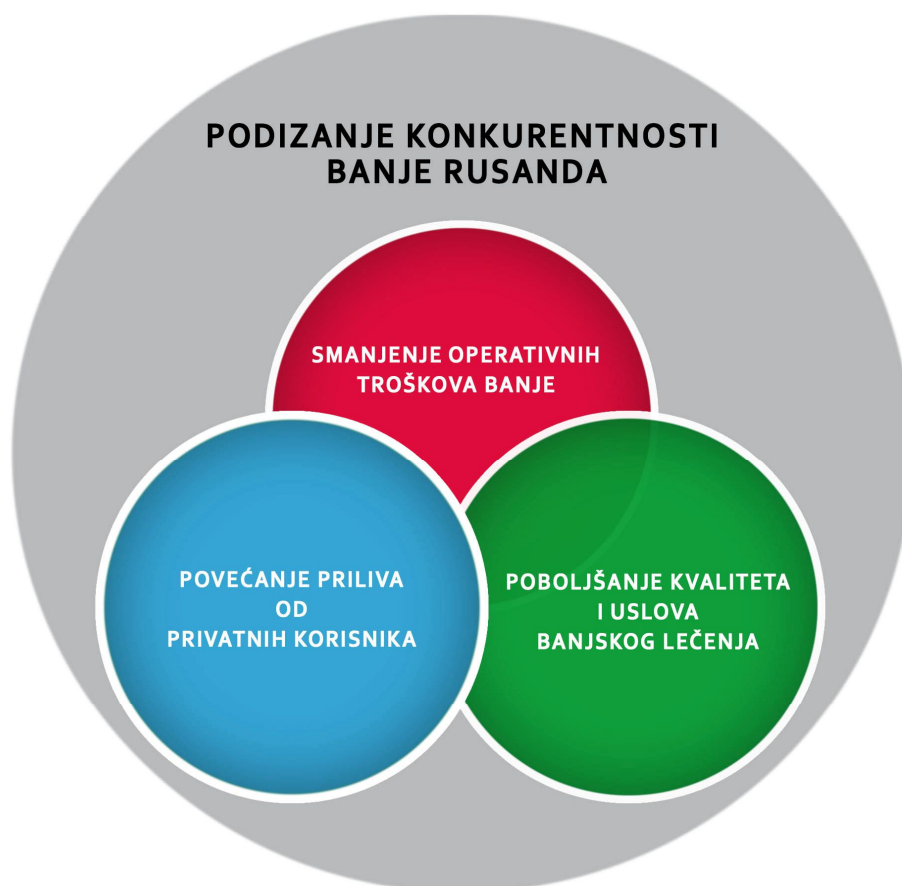 PODIZANJE KONKURENTNOSTI
BANJE RUSANDA
SMANJENJE OPERATIVNIH
TROŠKOVA BANJE
POVEĆANJE PRILIVA
OD
PRIVATNIH KORISNIKA
POBOLJŠANJE KVALITETA
I USLOVA
BANJSKOG LEČENJA